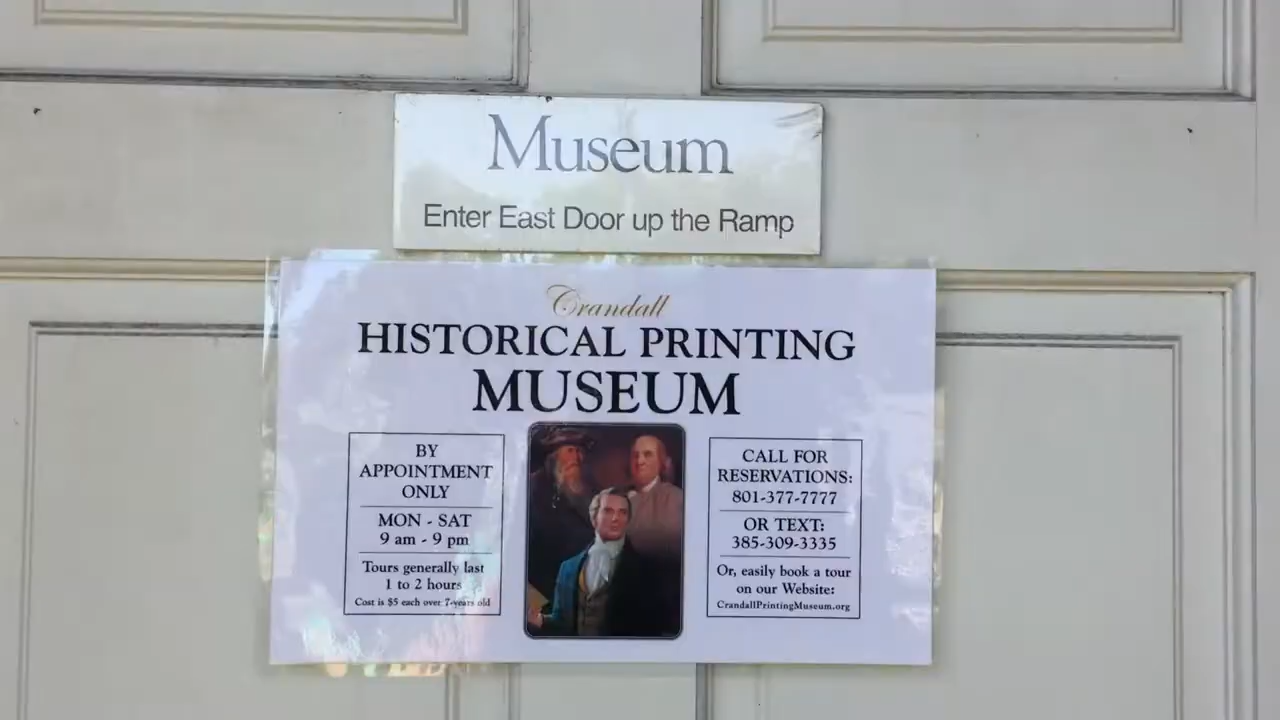 Museum
Enter East Door up the Ramp
Crandall
HISTORICAL PRINTING
MUSEUM
BY
APPOINTMENT
ONLY
MON - SAT
9 am - 9 pm
Tours generally last
1 to 2 hours
Cost is $5 each over 7-years old
CALL FOR
RESERVATIONS:
801-377-7777
OR TEXT:
385-309-3335
Or, easily book a tour
on our Website:
CrandallPrintingMuseum.org